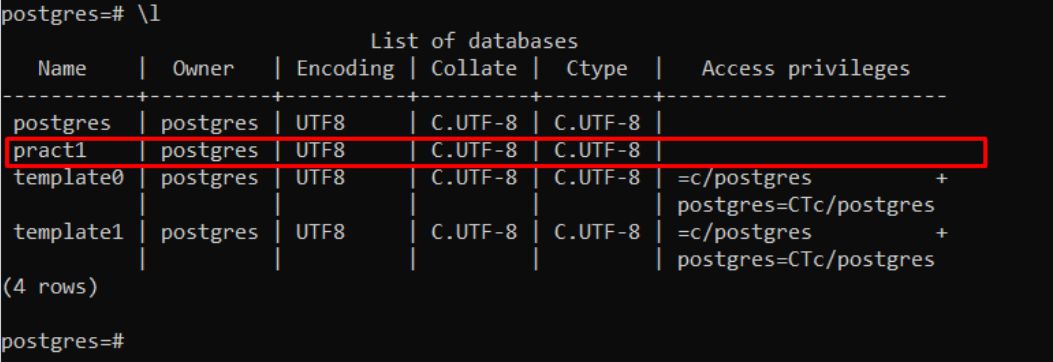 postgres=# \l
                                  List of databases
   Name    |  Owner   | Encoding | Collate |  Ctype  |   Access privileges
-----------+----------+----------+---------+---------+-----------------------
 postgres  | postgres | UTF8     | C.UTF-8 | C.UTF-8 |
 pract1    | postgres | UTF8     | C.UTF-8 | C.UTF-8 |
 template0 | postgres | UTF8     | C.UTF-8 | C.UTF-8 | =c/postgres          +
           |          |          |         |         | postgres=CTc/postgres
 template1 | postgres | UTF8     | C.UTF-8 | C.UTF-8 | =c/postgres          +
           |          |          |         |         | postgres=CTc/postgres
(4 rows)

postgres=#